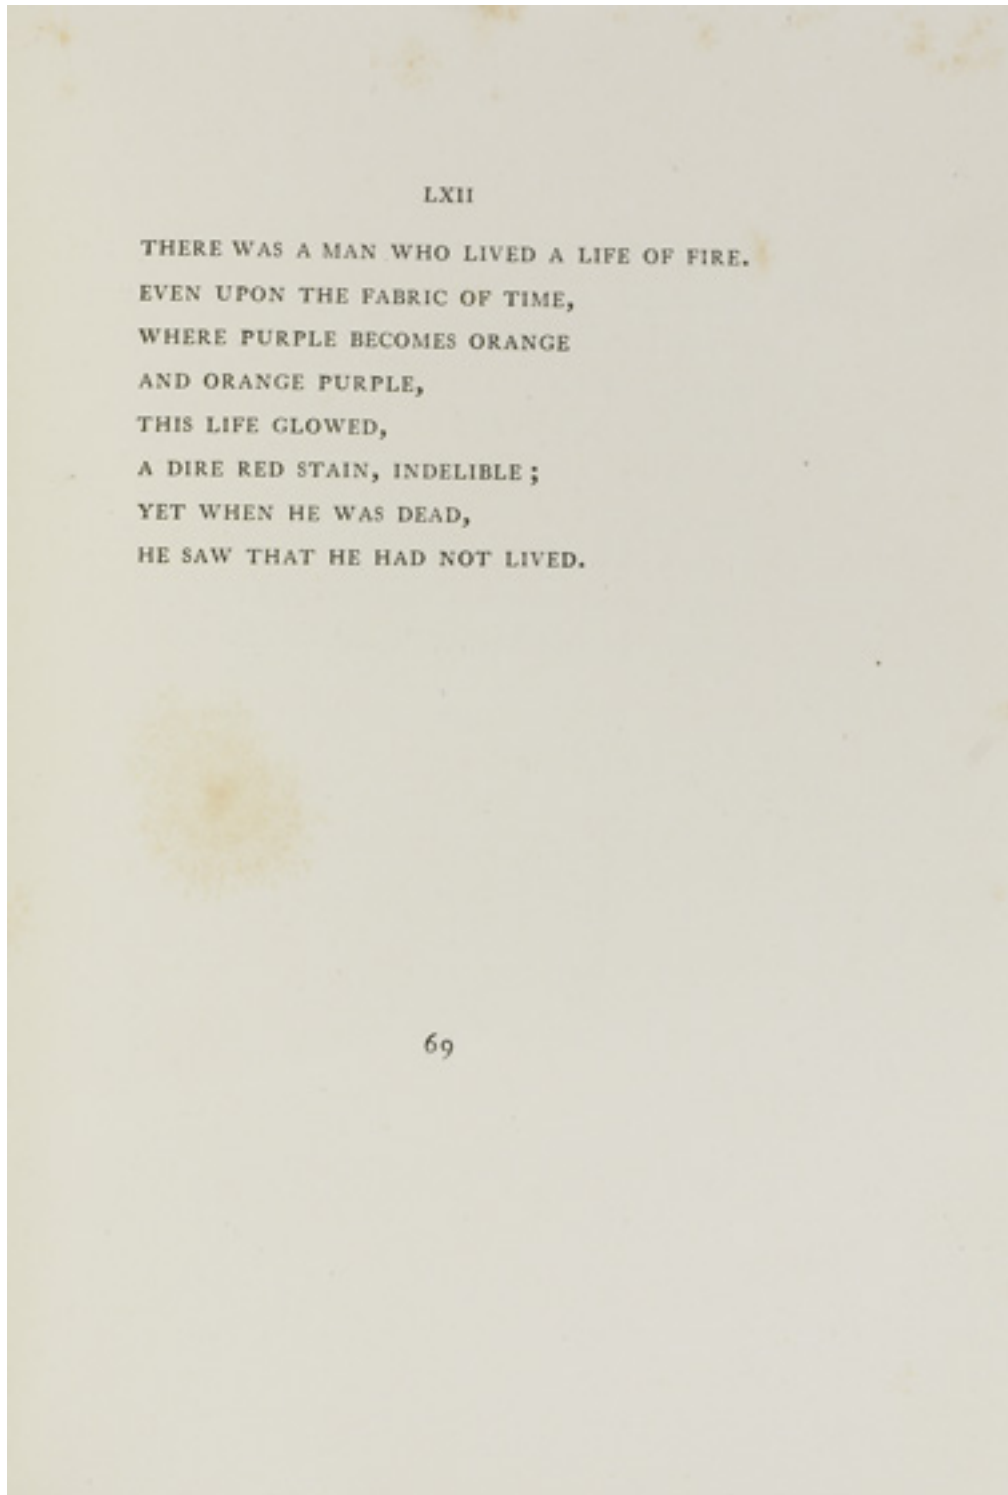 LXII
THERE WAS A MAN WHO LIVED A LIFE OF FIRE.
EVEN UPON THE FABRIC OF TIME,
WHERE PURPLE BECOMES ORANGE
AND ORANGE PURPLE,
THIS LIFE GLOWED,
A DIRE RED STAIN, INDELIBLE ;
YET WHEN HE WAS DEAD,
HE SAW THAT HE HAD NOT LIVED.
69